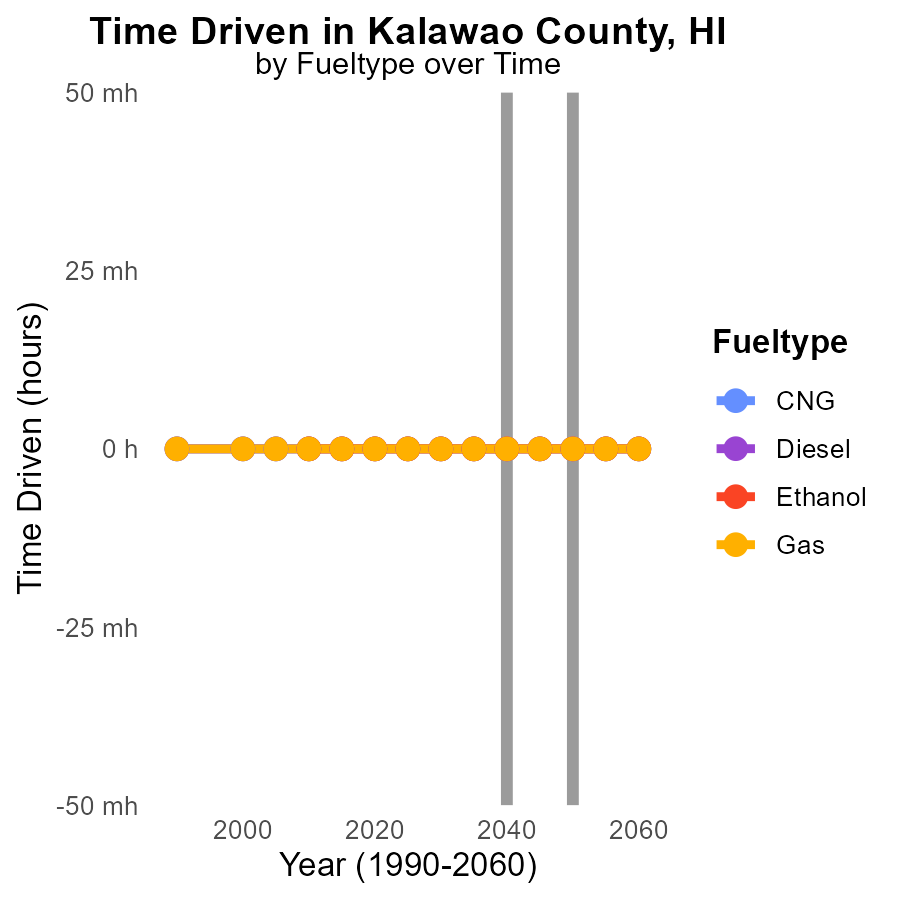 Time Driven in Kalawao County, HI
by Fueltype over Time
50 mh
25 mh
0 h
-25 mh
-50 mh
Time Driven (hours)
2000
2020
2040
2060
Year (1990-2060)
Fueltype
CNG
Diesel
Ethanol
Gas